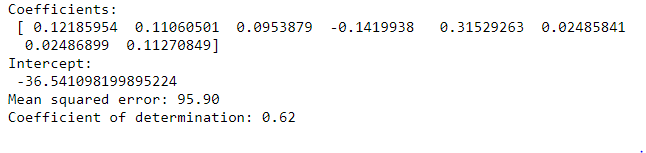 Coefficients:
[ 0.12185954 0.11060501 0.0953879 -0.1419938 0.31529263 0.02485841
0.02486899 0.11270849]
Intercept:
-36.541098199895224
Mean squared error: 95.90
Coefficient of determination: 0.62
.